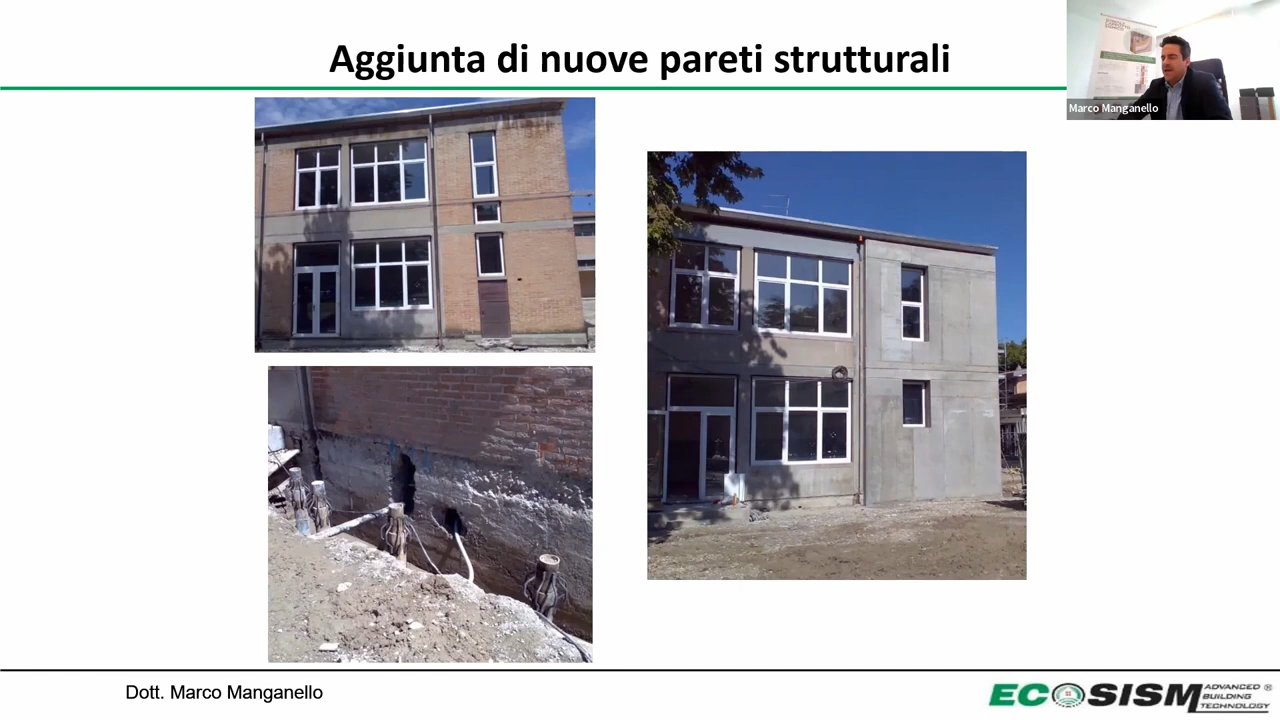 Aggiunta di nuove pareti strutturali
Marco Manganello
Dott. Marco Manganello
ECOSISM ADVANCED
BUILDING
TECHNOLOGY ®